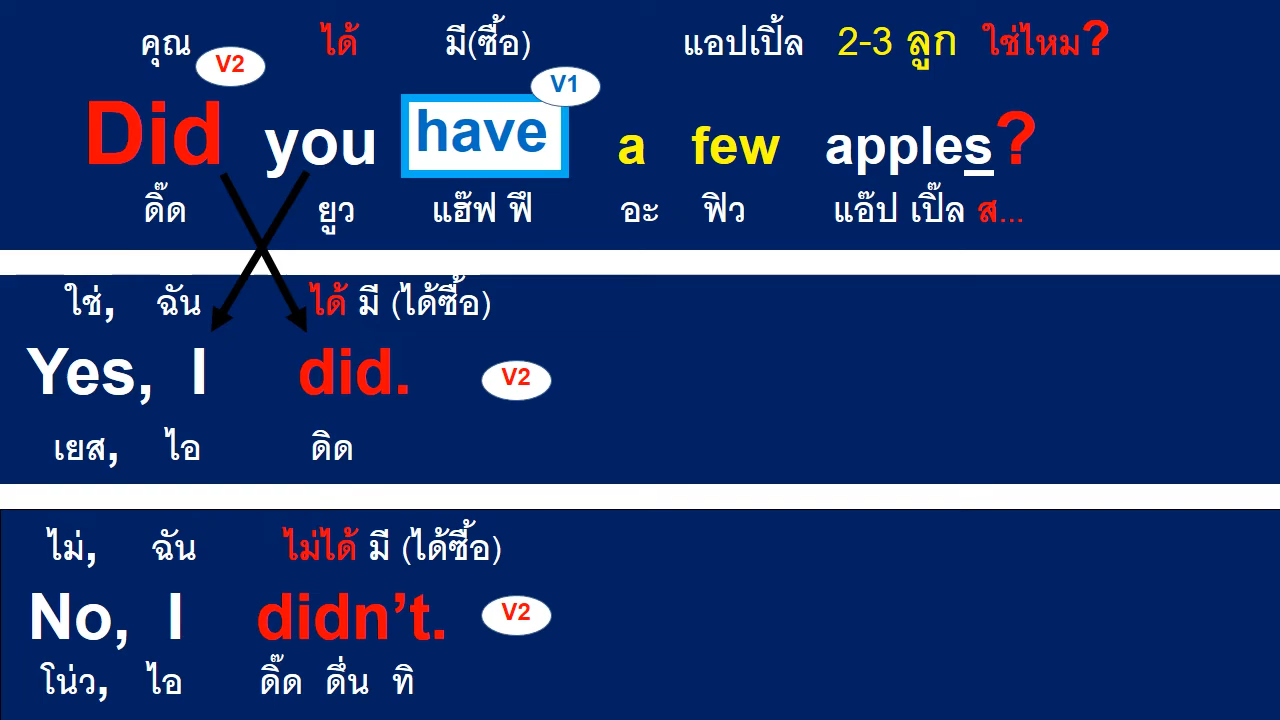 คุณ ได้ มี(ซื้อ) แอปเปิ้ล 2-3 ลูก ใช่ไหม?
V2 V1
Did you have a few apples?
ดิ๊ด ยูว แฮ๊ฟ ฟึ อะ ฟิว แอ๊ป เปิ๊ล ส...
ใช่, ฉัน ได้ มี (ได้ซื้อ)
Yes, I did. V2
เยส, ไอ ดิด
ไม่, ฉัน ไม่ได้ มี (ได้ซื้อ)
No, I didn’t. V2
โน่ว, ไอ ดิ๊ด ดึ่น ทิ